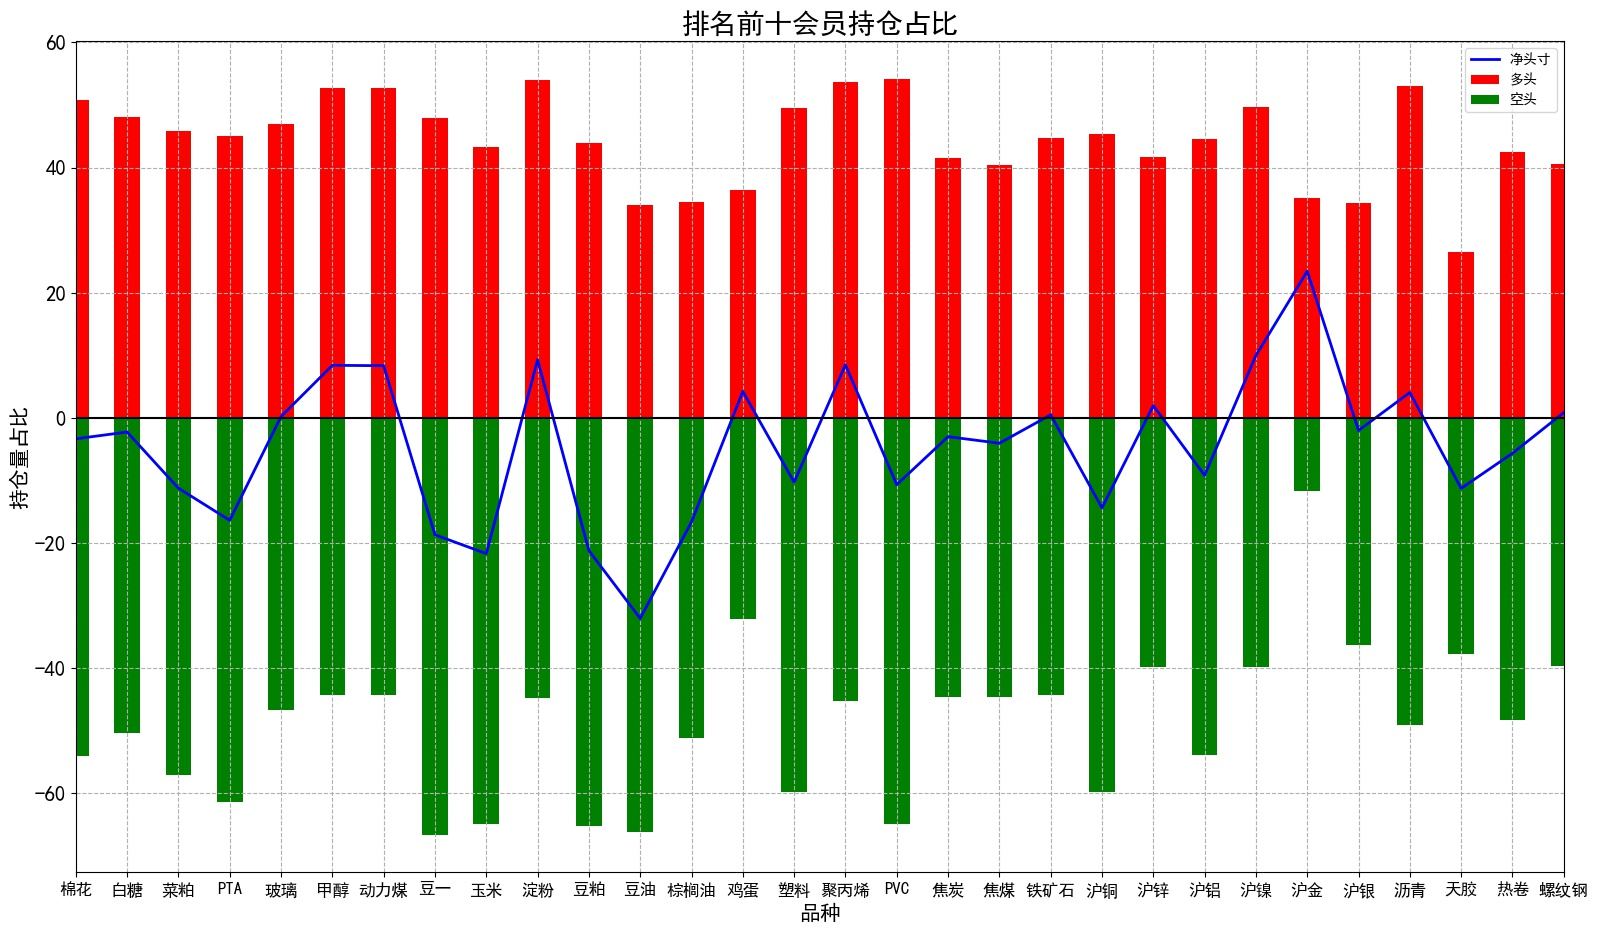 排名前十会员持仓占比
净头寸
多头
空头
持仓量占比
60
40
20
0
−20
−40
−60
棉花 白糖 菜粕 PTA 玻璃 甲醇 动力煤 豆一 玉米 淀粉 豆粕 豆油 棕榈油 鸡蛋 塑料 聚丙烯 PVC 焦炭 焦煤 铁矿石 沪铜 沪锌 沪铝 沪镍 沪金 沪银 沥青 天胶 热卷 螺纹钢
品种